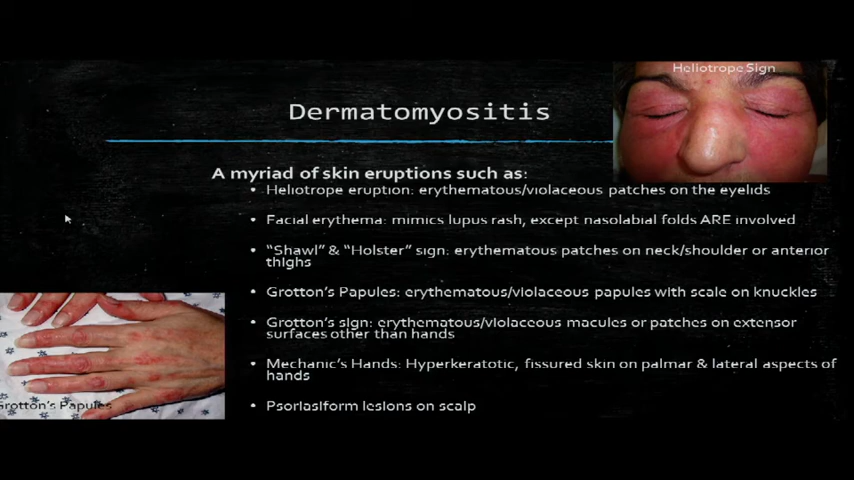 Heliotrope Sign
Dermatomyositis
A myriad of skin eruptions such as:
• Heliotrope eruption: erythematous/violaceous patches on the eyelids
• Facial erythema: mimics lupus rash, except nasolabial folds ARE involved
• "Shawl" & "Holster" sign: erythematous patches on neck/shoulder or anterior
thighs
• Grotton's Papules: erythematous/violaceous papules with scale on knuckles
• Grotton's sign: erythematous/violaceous macules or patches on extensor
surfaces other than hands
• Mechanic's Hands: Hyperkeratotic, fissured skin on palmar & lateral aspects of
hands
• Psoriasiform lesions on scalp
Grotton's Papules